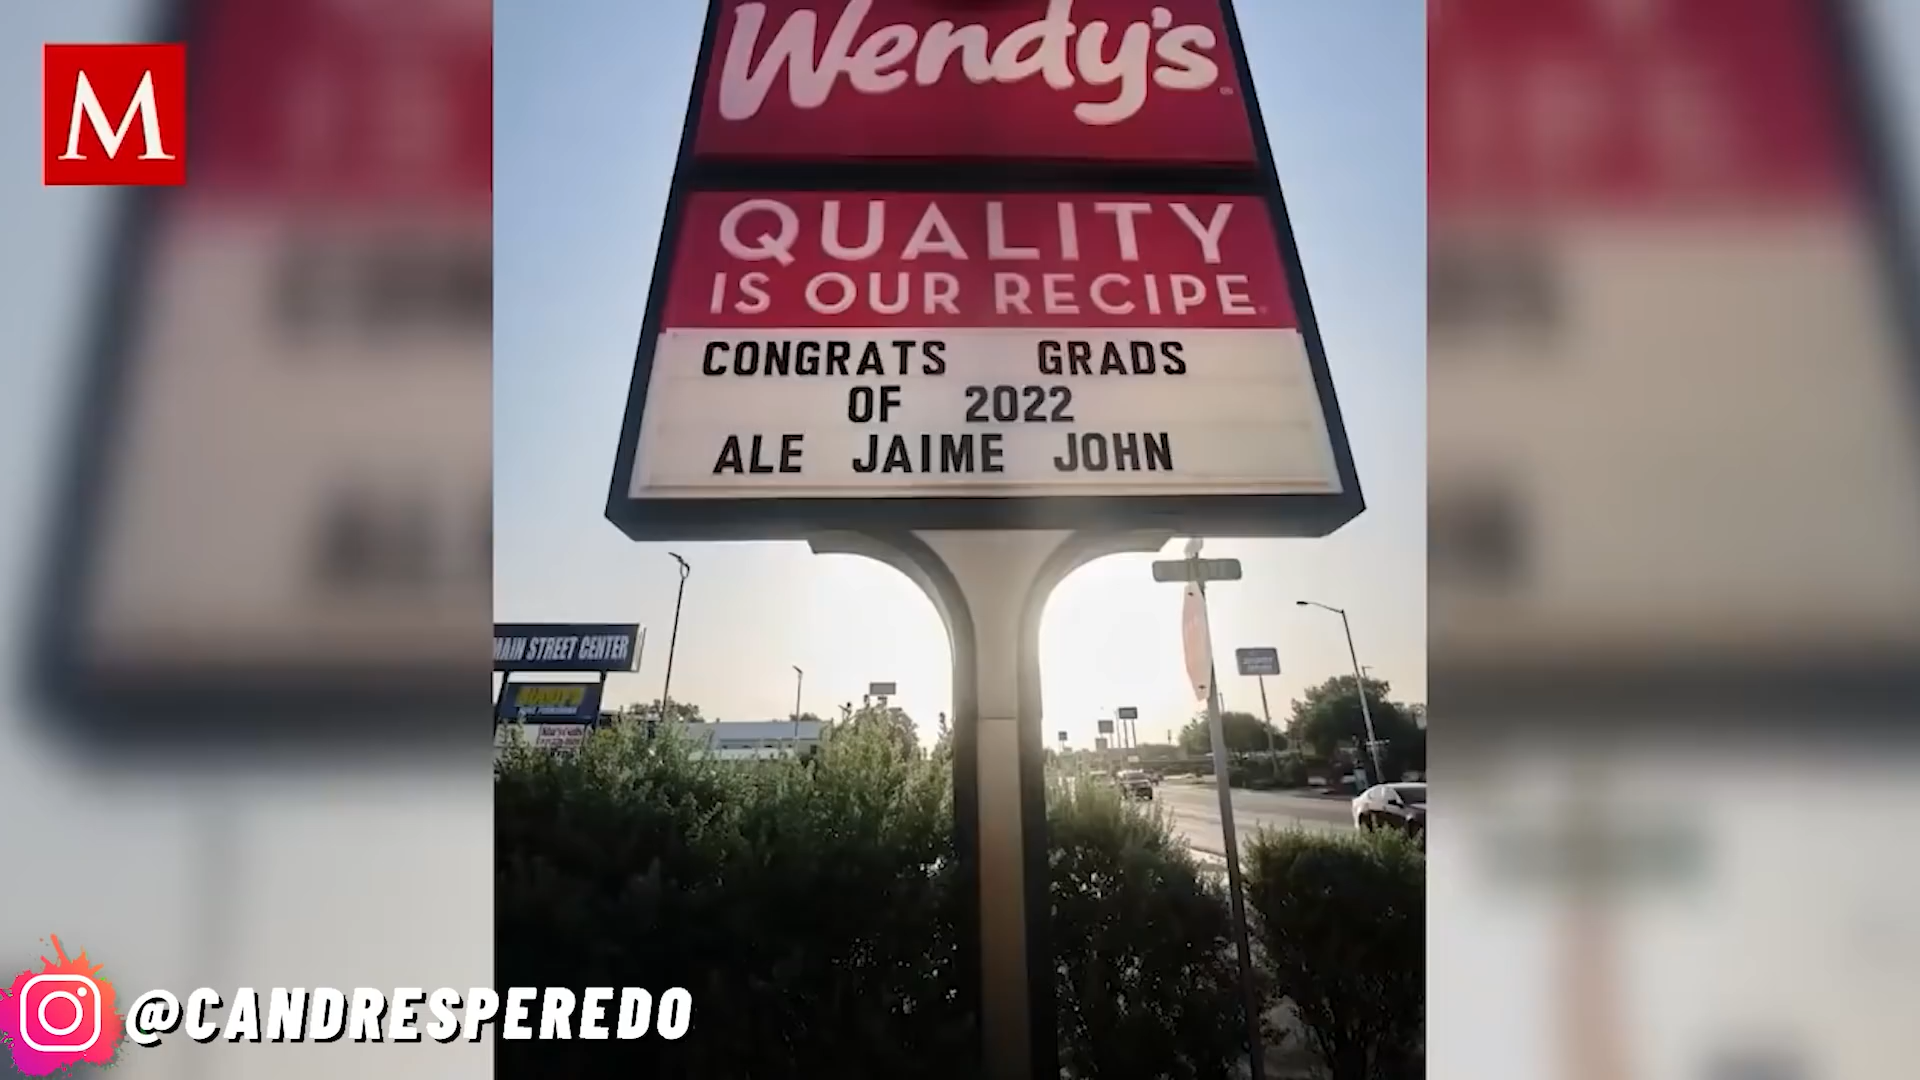 M
Wendy's
QUALITY
IS OUR RECIPE
CONGRATS GRADS
OF 2022
ALE JAIME JOHN
MAIN STREET CENTER
@CANDRESPEREDO